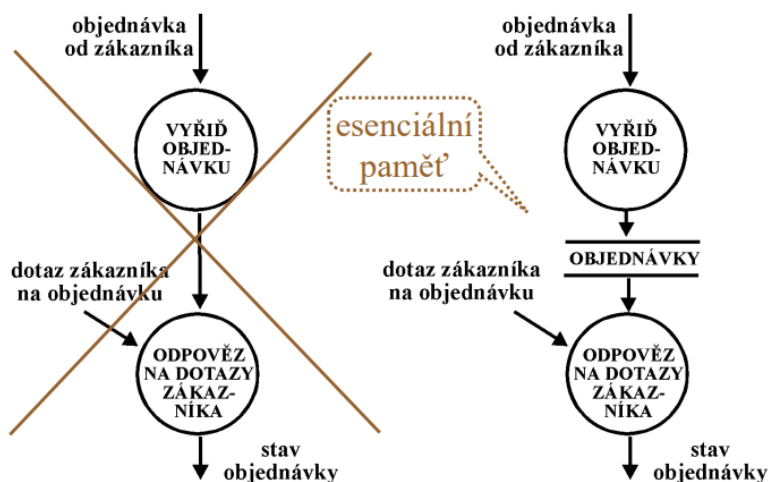 objednávka
od zákazníka
VYŘIĎ
OBJED-
NÁVKU
dotaz zákazníka
na objednávku
ODPOVĚZ
NA DOTAZY
ZÁKAZ-
NÍKA
stav
objednávky
esenciální
paměť
objednávka
od zákazníka
VYŘIĎ
OBJED-
NÁVKU
OBJEDNÁVKY
dotaz zákazníka
na objednávku
ODPOVĚZ
NA DOTAZY
ZÁKAZ-
NÍKA
stav
objednávky